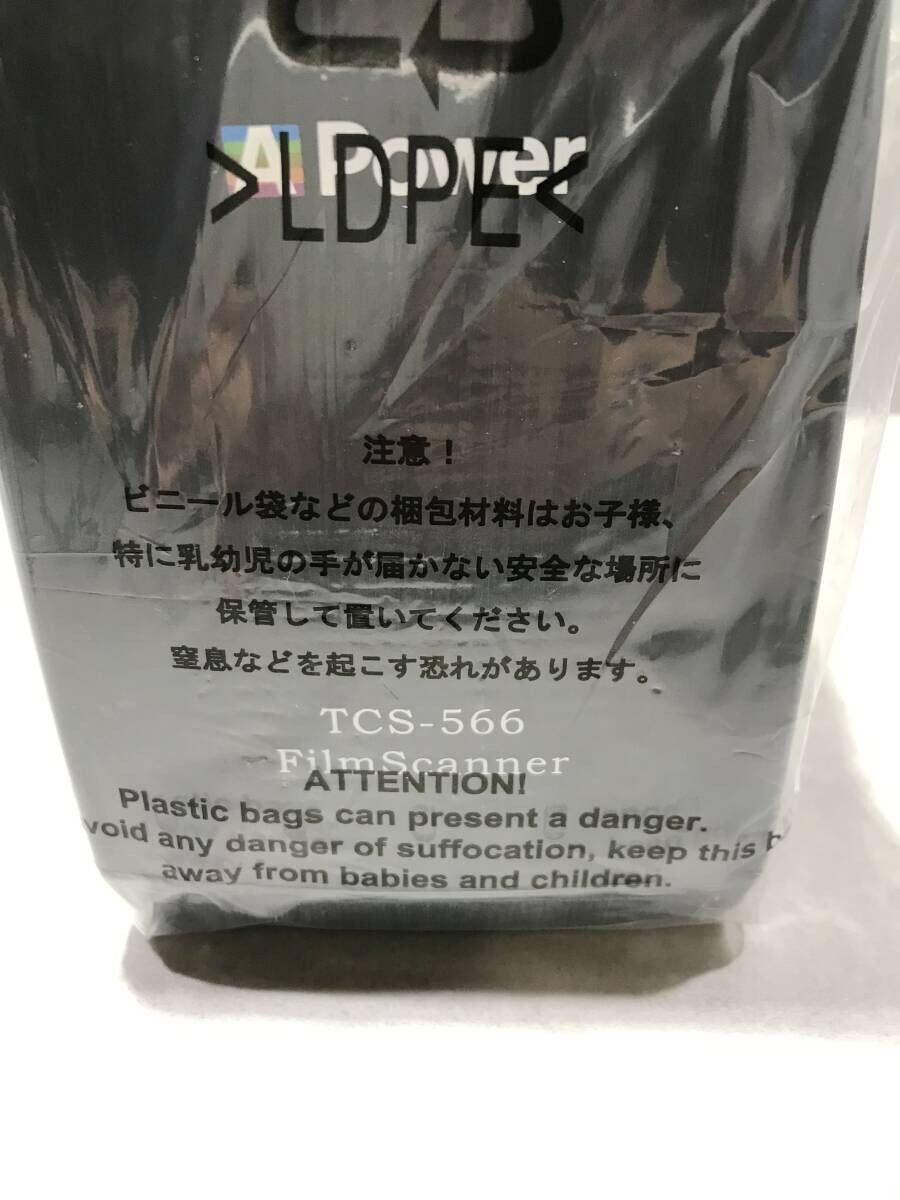 A Power
>LDPE<
注意！
ビニール袋などの梱包材料はお子様、
特に乳幼児の手が届かない安全な場所に
保管して置いてください。
窒息などを起こす恐れがあります。
TCS-566
FilmScanner
ATTENTION!
Plastic bags can present a danger.
void any danger of suffocation, keep this b
away from babies and children.